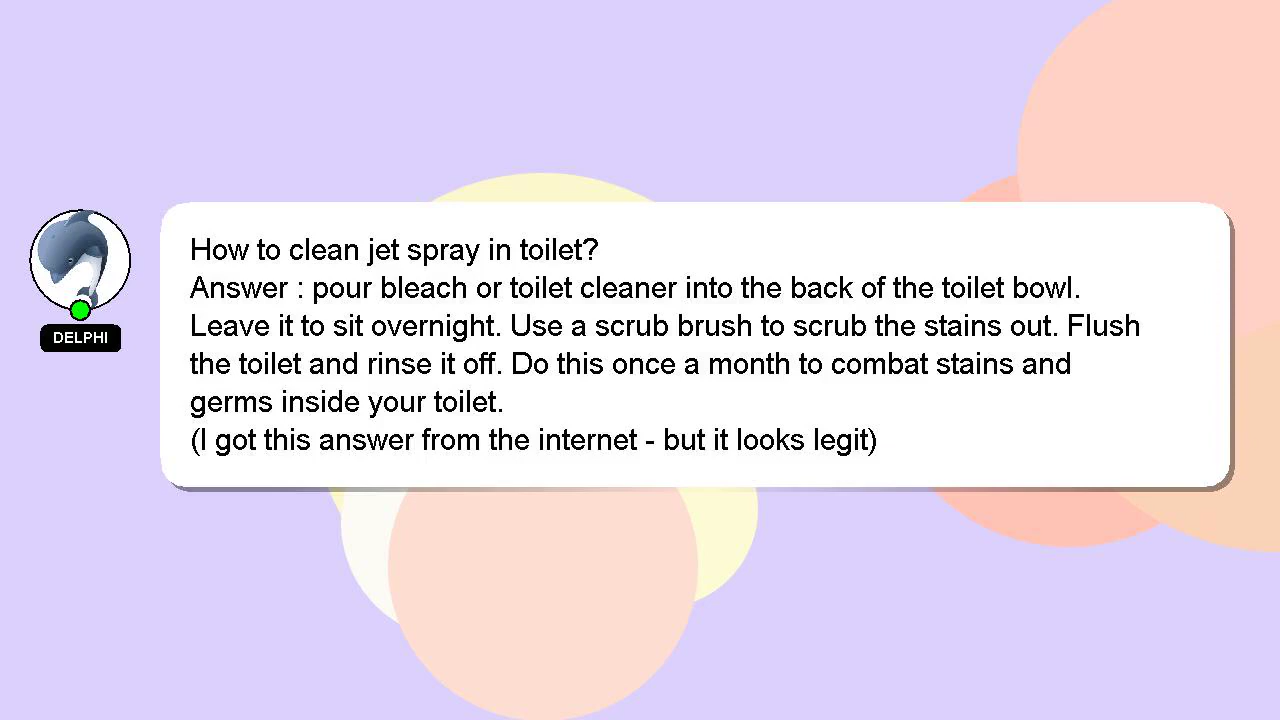 How to clean jet spray in toilet?
Answer : pour bleach or toilet cleaner into the back of the toilet bowl.
Leave it to sit overnight. Use a scrub brush to scrub the stains out. Flush
the toilet and rinse it off. Do this once a month to combat stains and
germs inside your toilet.
(I got this answer from the internet - but it looks legit)
DELPHI